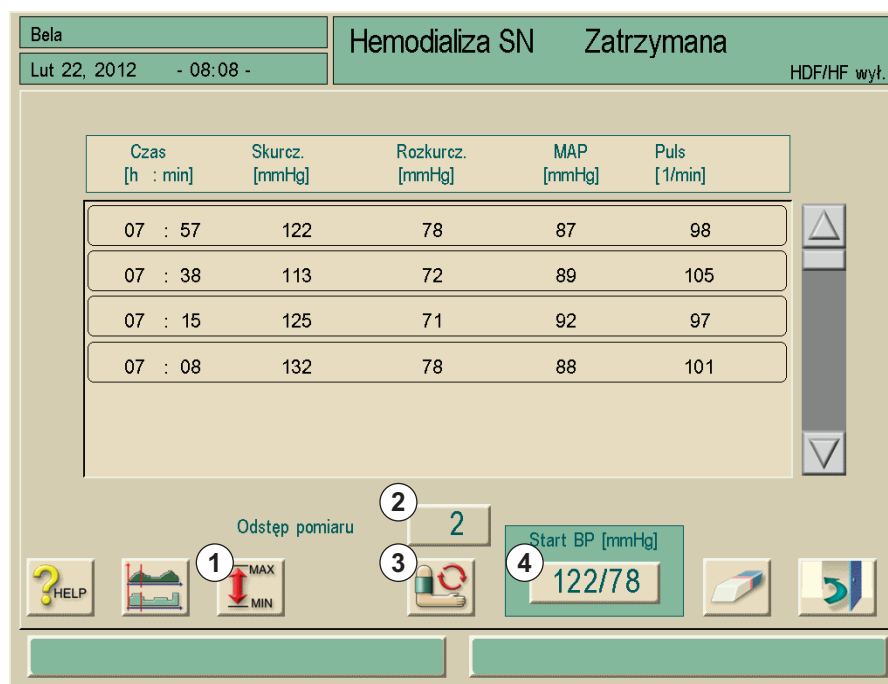 Bela
Hemodializa SN Zatrzymana
Lut 22, 2012 - 08:08 -
HDF/HF wył.
Czas Skurcz. Rozkurcz. MAP Puls
[h : min] [mmHg] [mmHg] [mmHg] [1/min]
07 : 57 122 78 87 98
07 : 38 113 72 89 105
07 : 15 125 71 92 97
07 : 08 132 78 88 101
2
Odstęp pomiaru 2
Start BP [mmHg]
1 3 4
HELP MAX 122/78
MIN